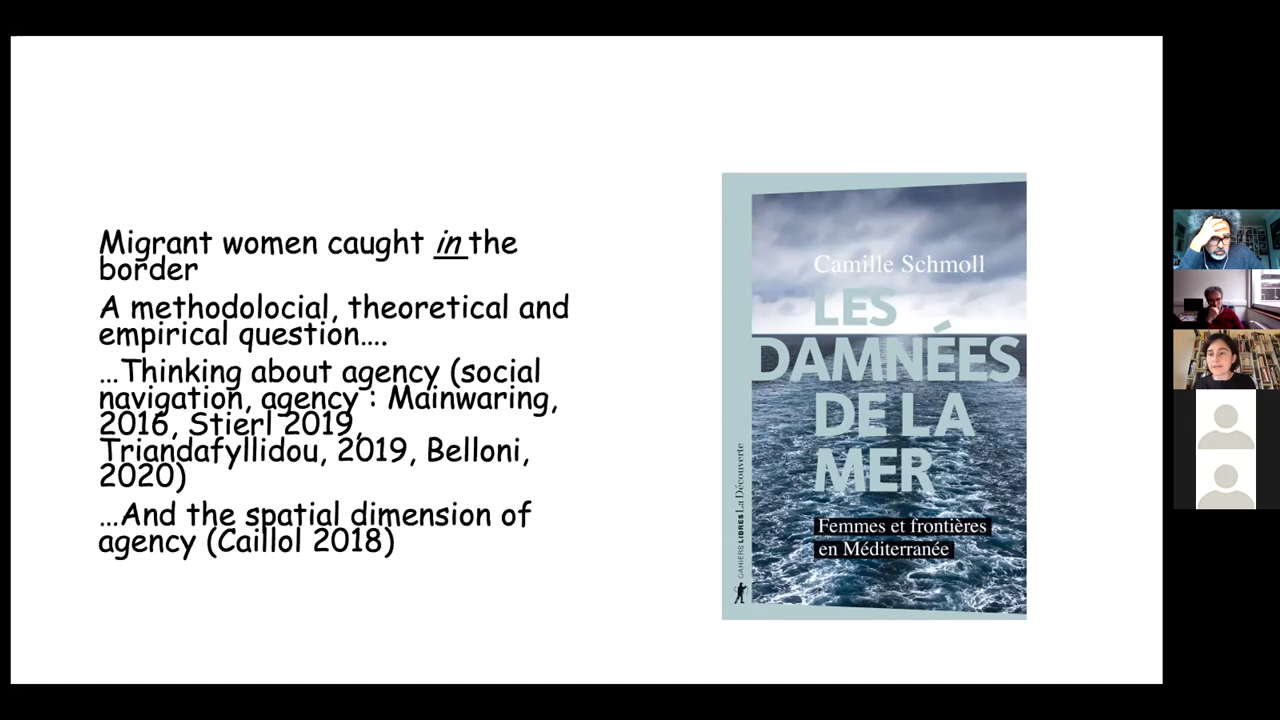 Migrant women caught in the
border
A methodolocial, theoretical and
empirical question....
...Thinking about agency (social
navigation, agency : Mainwaring,
2016, Stierl 2019,
Triandafyllidou, 2019, Belloni,
2020)
...And the spatial dimension of
agency (Caillol 2018)
Camille Schmoll
LES
DAMNÉES
DE LA
MER
Femmes et frontières
en Méditerranée
CAHIERS LIBRES La Découverte